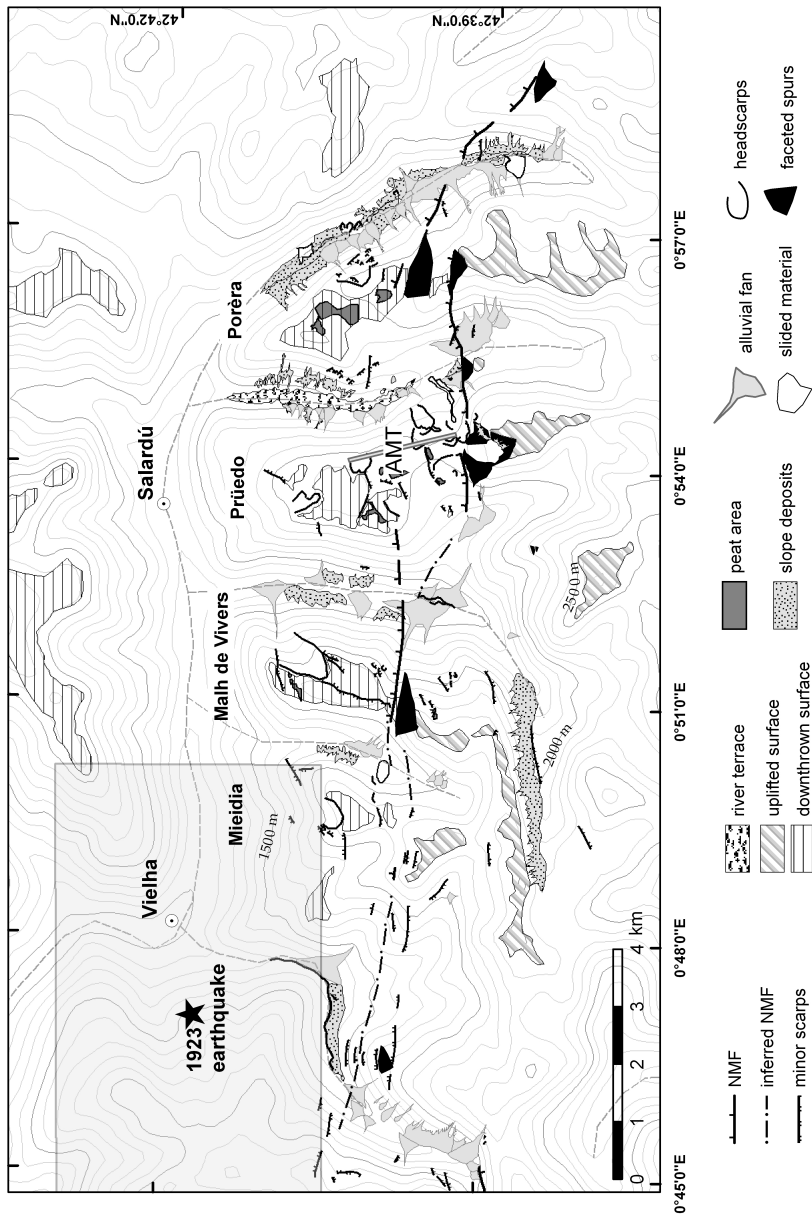 42°42'0"N
42°39'0"N
Porèra
Salardú
Prüedo
AMT
Malh de Vivers
2500 m
2000 m
Mieidia
1500 m
Vielha
1923
earthquake
0 1 2 3 4 km
0°45'0"E
0°48'0"E
0°51'0"E
0°54'0"E
0°57'0"E
NMF
inferred NMF
minor scarps
river terrace
uplifted surface
downthrown surface
peat area
slope deposits
alluvial fan
slided material
headscarps
faceted spurs